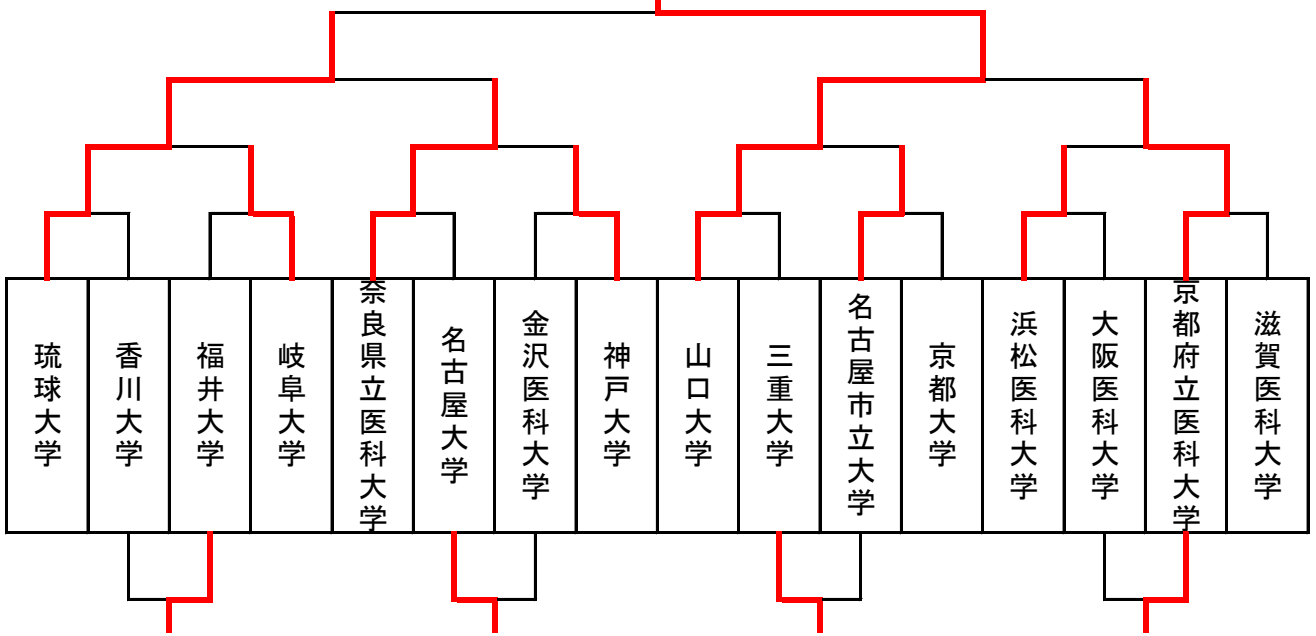 琉球大学
香川大学
福井大学
岐阜大学
奈良県立医科大学
名古屋大学
金沢医科大学
神戸大学
山口大学
三重大学
名古屋市立大学
京都大学
浜松医科大学
大阪医科大学
京都府立医科大学
滋賀医科大学